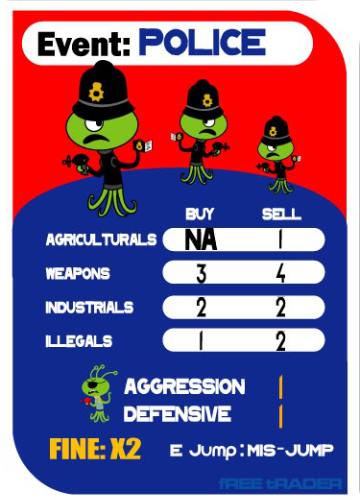 Event: POLICE
BUY SELL
AGRICULTURALS NA 1
WEAPONS 3 4
INDUSTRIALS 2 2
ILLEGALS 1 2
AGGRESSION 1
DEFENSIVE 1
FINE: X2 E Jump: MIS-JUMP
fREE tRADER